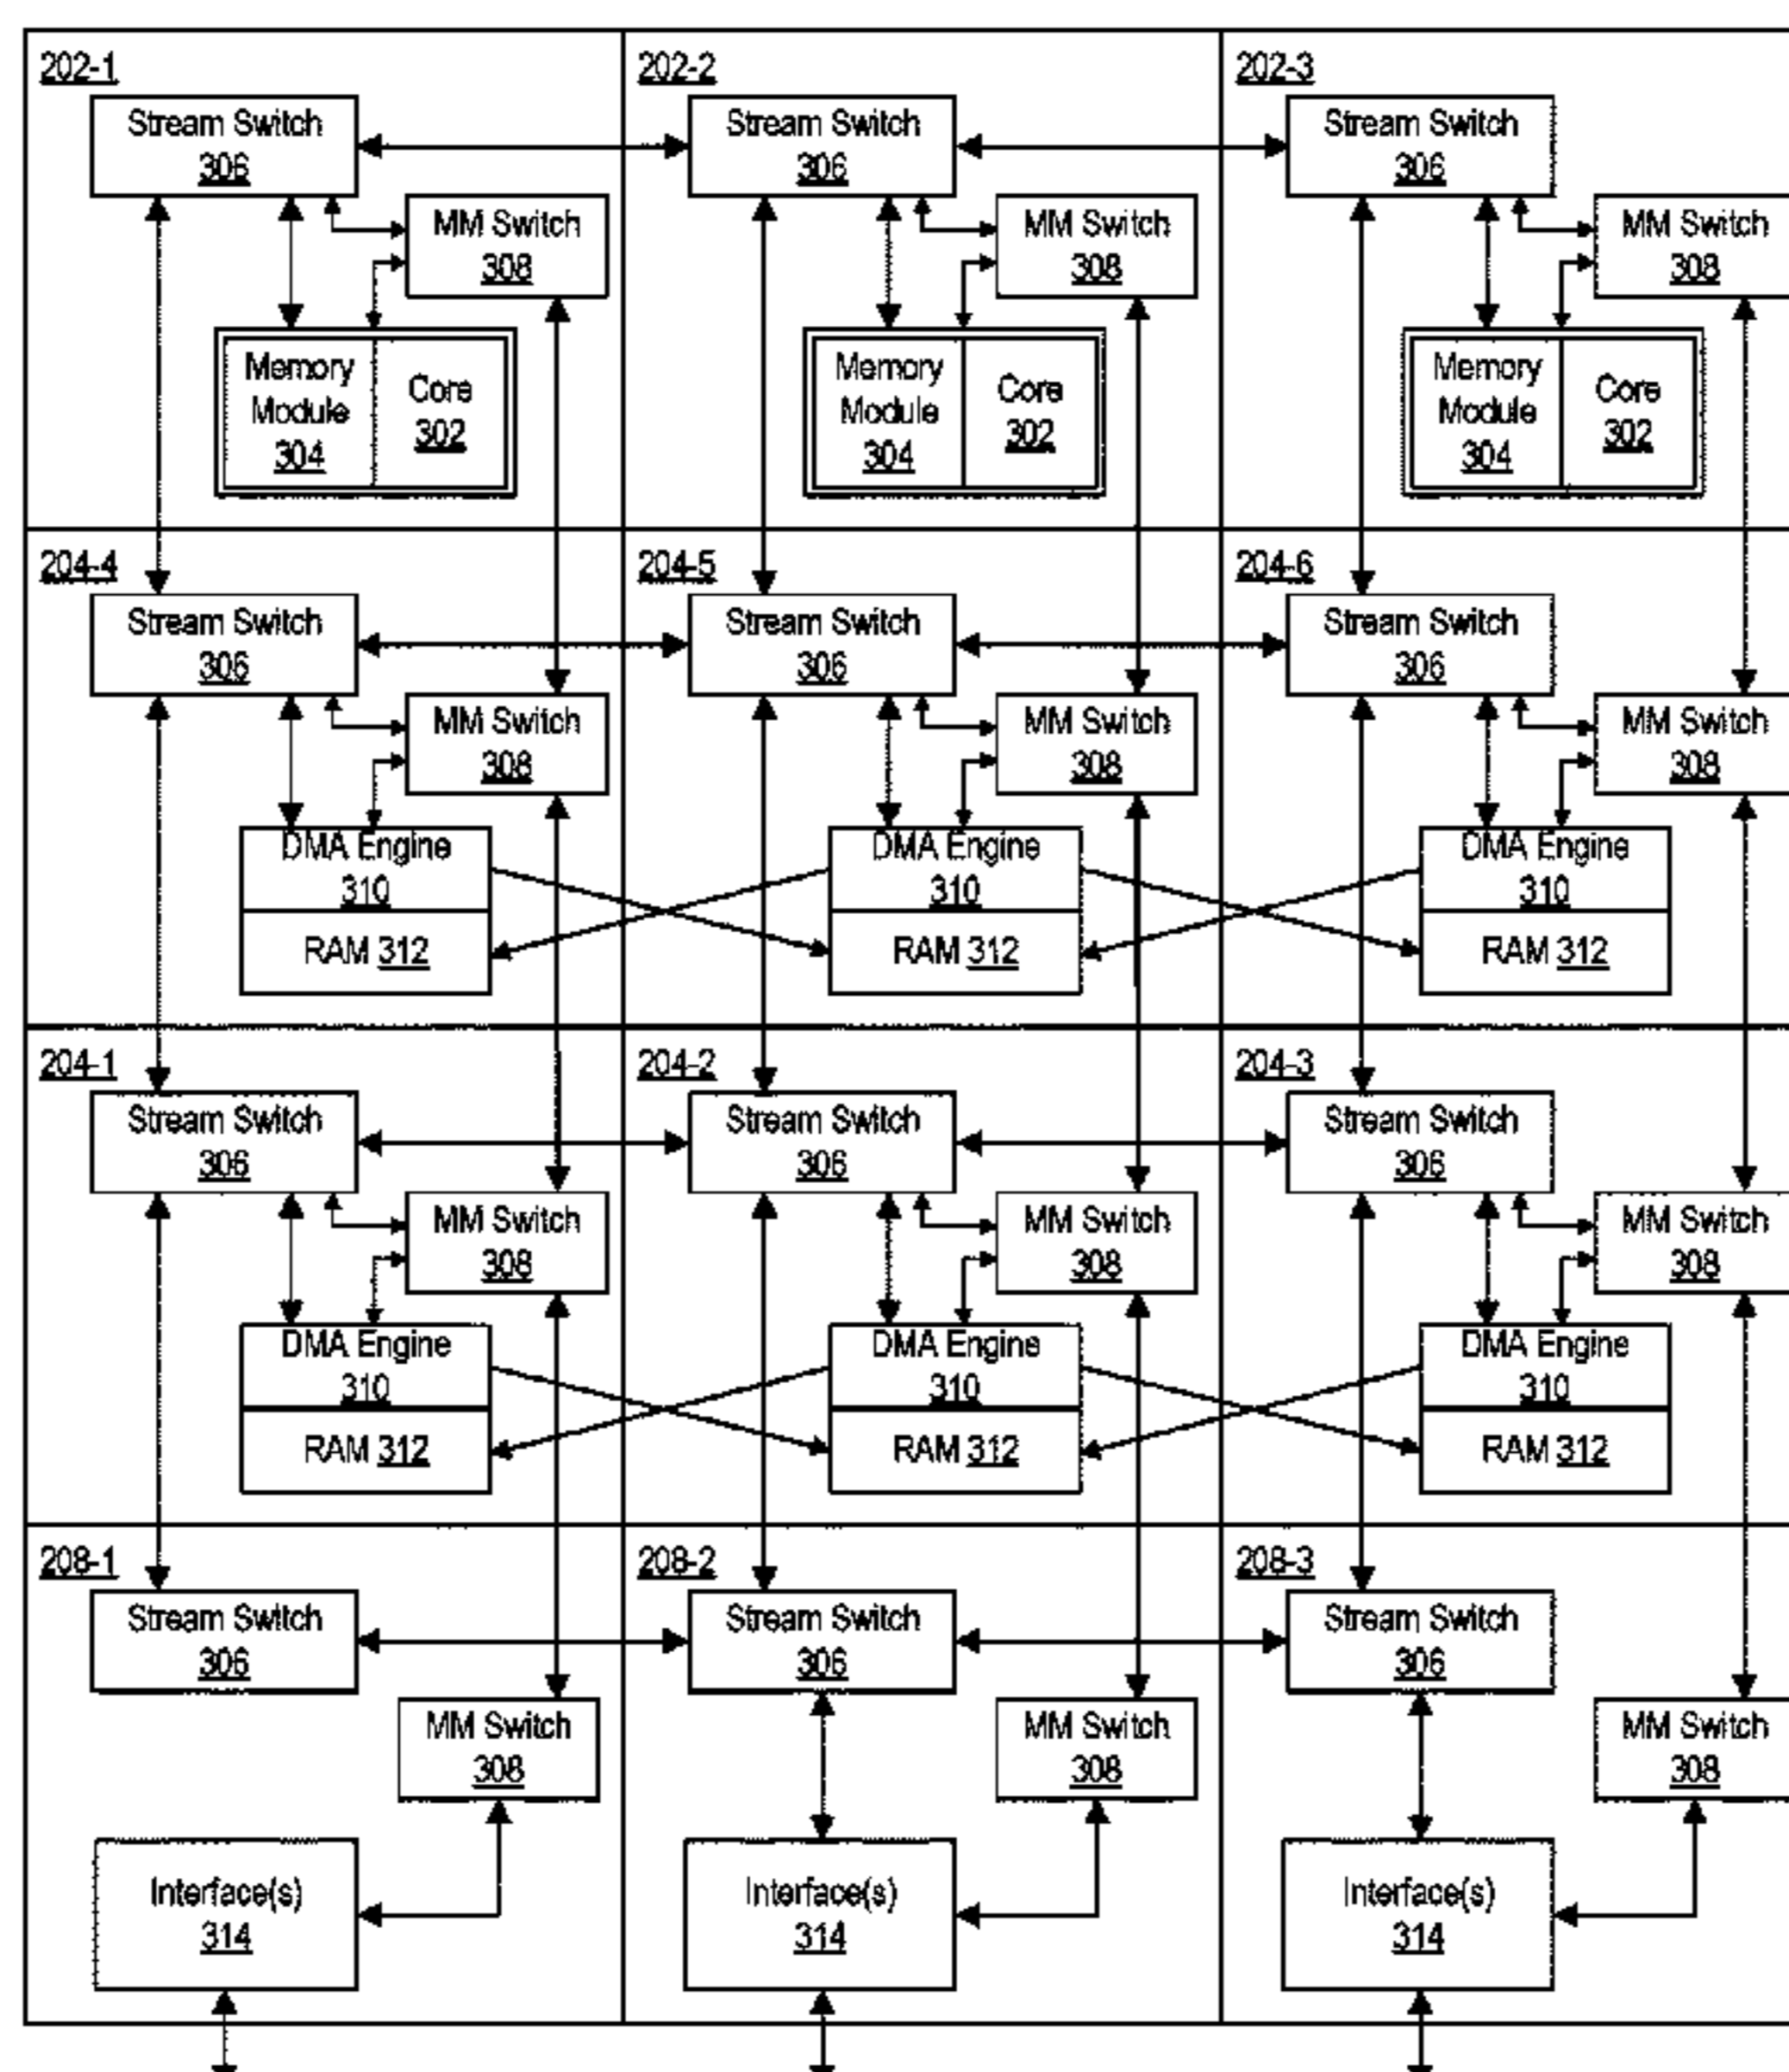 202-1
Stream Switch
306
MM Switch
308
Memory
Module
304
Core
302
202-2
Stream Switch
306
MM Switch
308
Memory
Module
304
Core
302
202-3
Stream Switch
306
MM Switch
308
Memory
Module
304
Core
302
204-4
Stream Switch
306
MM Switch
308
DMA Engine
310
RAM 312
204-5
Stream Switch
306
MM Switch
308
DMA Engine
310
RAM 312
204-6
Stream Switch
306
MM Switch
308
DMA Engine
310
RAM 312
204-1
Stream Switch
306
MM Switch
308
DMA Engine
310
RAM 312
204-2
Stream Switch
306
MM Switch
308
DMA Engine
310
RAM 312
204-3
Stream Switch
306
MM Switch
308
DMA Engine
310
RAM 312
208-1
Stream Switch
306
MM Switch
308
Interface(s)
314
208-2
Stream Switch
306
MM Switch
308
Interface(s)
314
208-3
Stream Switch
306
MM Switch
308
Interface(s)
314